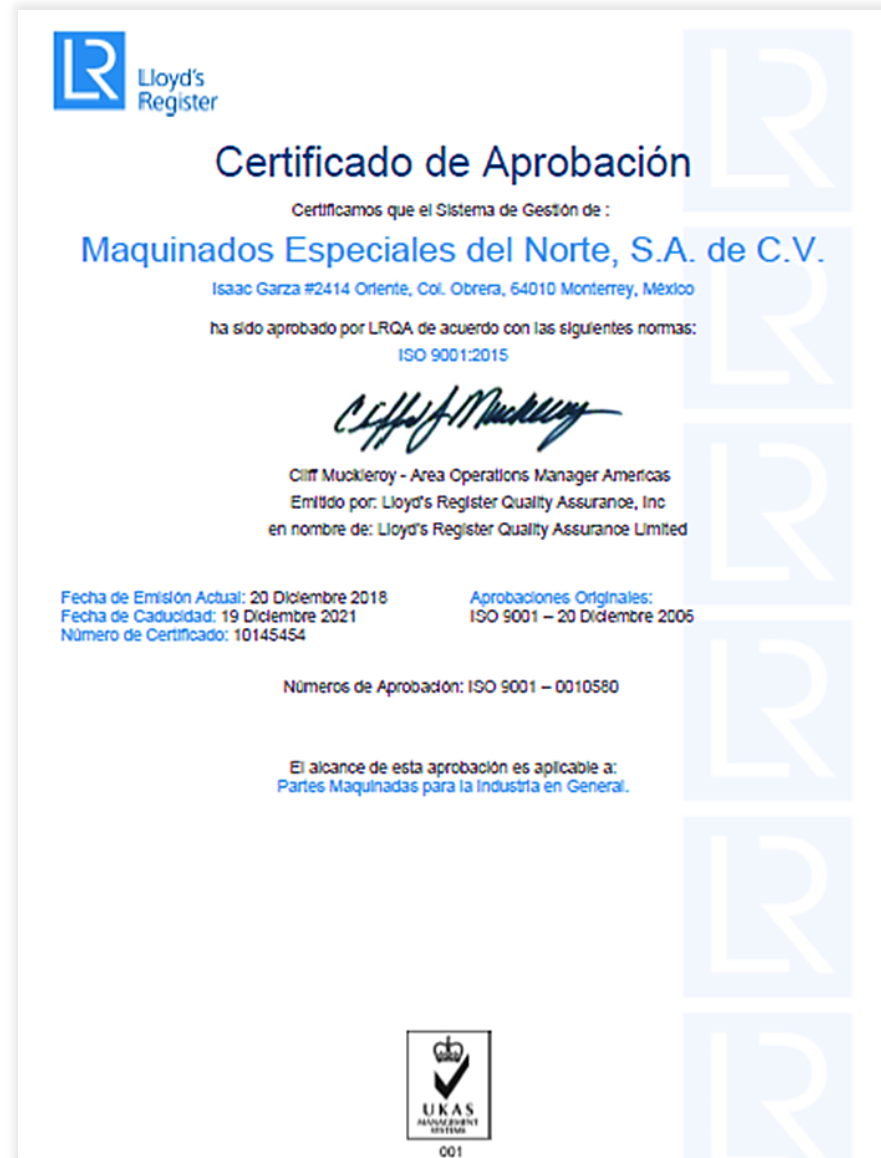 LR
Lloyd's
Register
Certificado de Aprobación
Certificamos que el Sistema de Gestión de :
Maquinados Especiales del Norte, S.A. de C.V.
Isaac Garza #2414 Oriente, Col. Obrera, 64010 Monterrey, México
ha sido aprobado por LRQA de acuerdo con las siguientes normas:
ISO 9001:2015
Cliff Muckleroy - Area Operations Manager Americas
Emitido por: Lloyd's Register Quality Assurance, Inc
en nombre de: Lloyd's Register Quality Assurance Limited
Fecha de Emisión Actual: 20 Diciembre 2018
Fecha de Caducidad: 19 Diciembre 2021
Número de Certificado: 10145454
Aprobaciones Originales:
ISO 9001 – 20 Diciembre 2006
Números de Aprobación: ISO 9001 – 0010580
El alcance de esta aprobación es aplicable a:
Partes Maquinadas para la Industria en General.
UKAS
MANAGEMENT
SYSTEMS
001